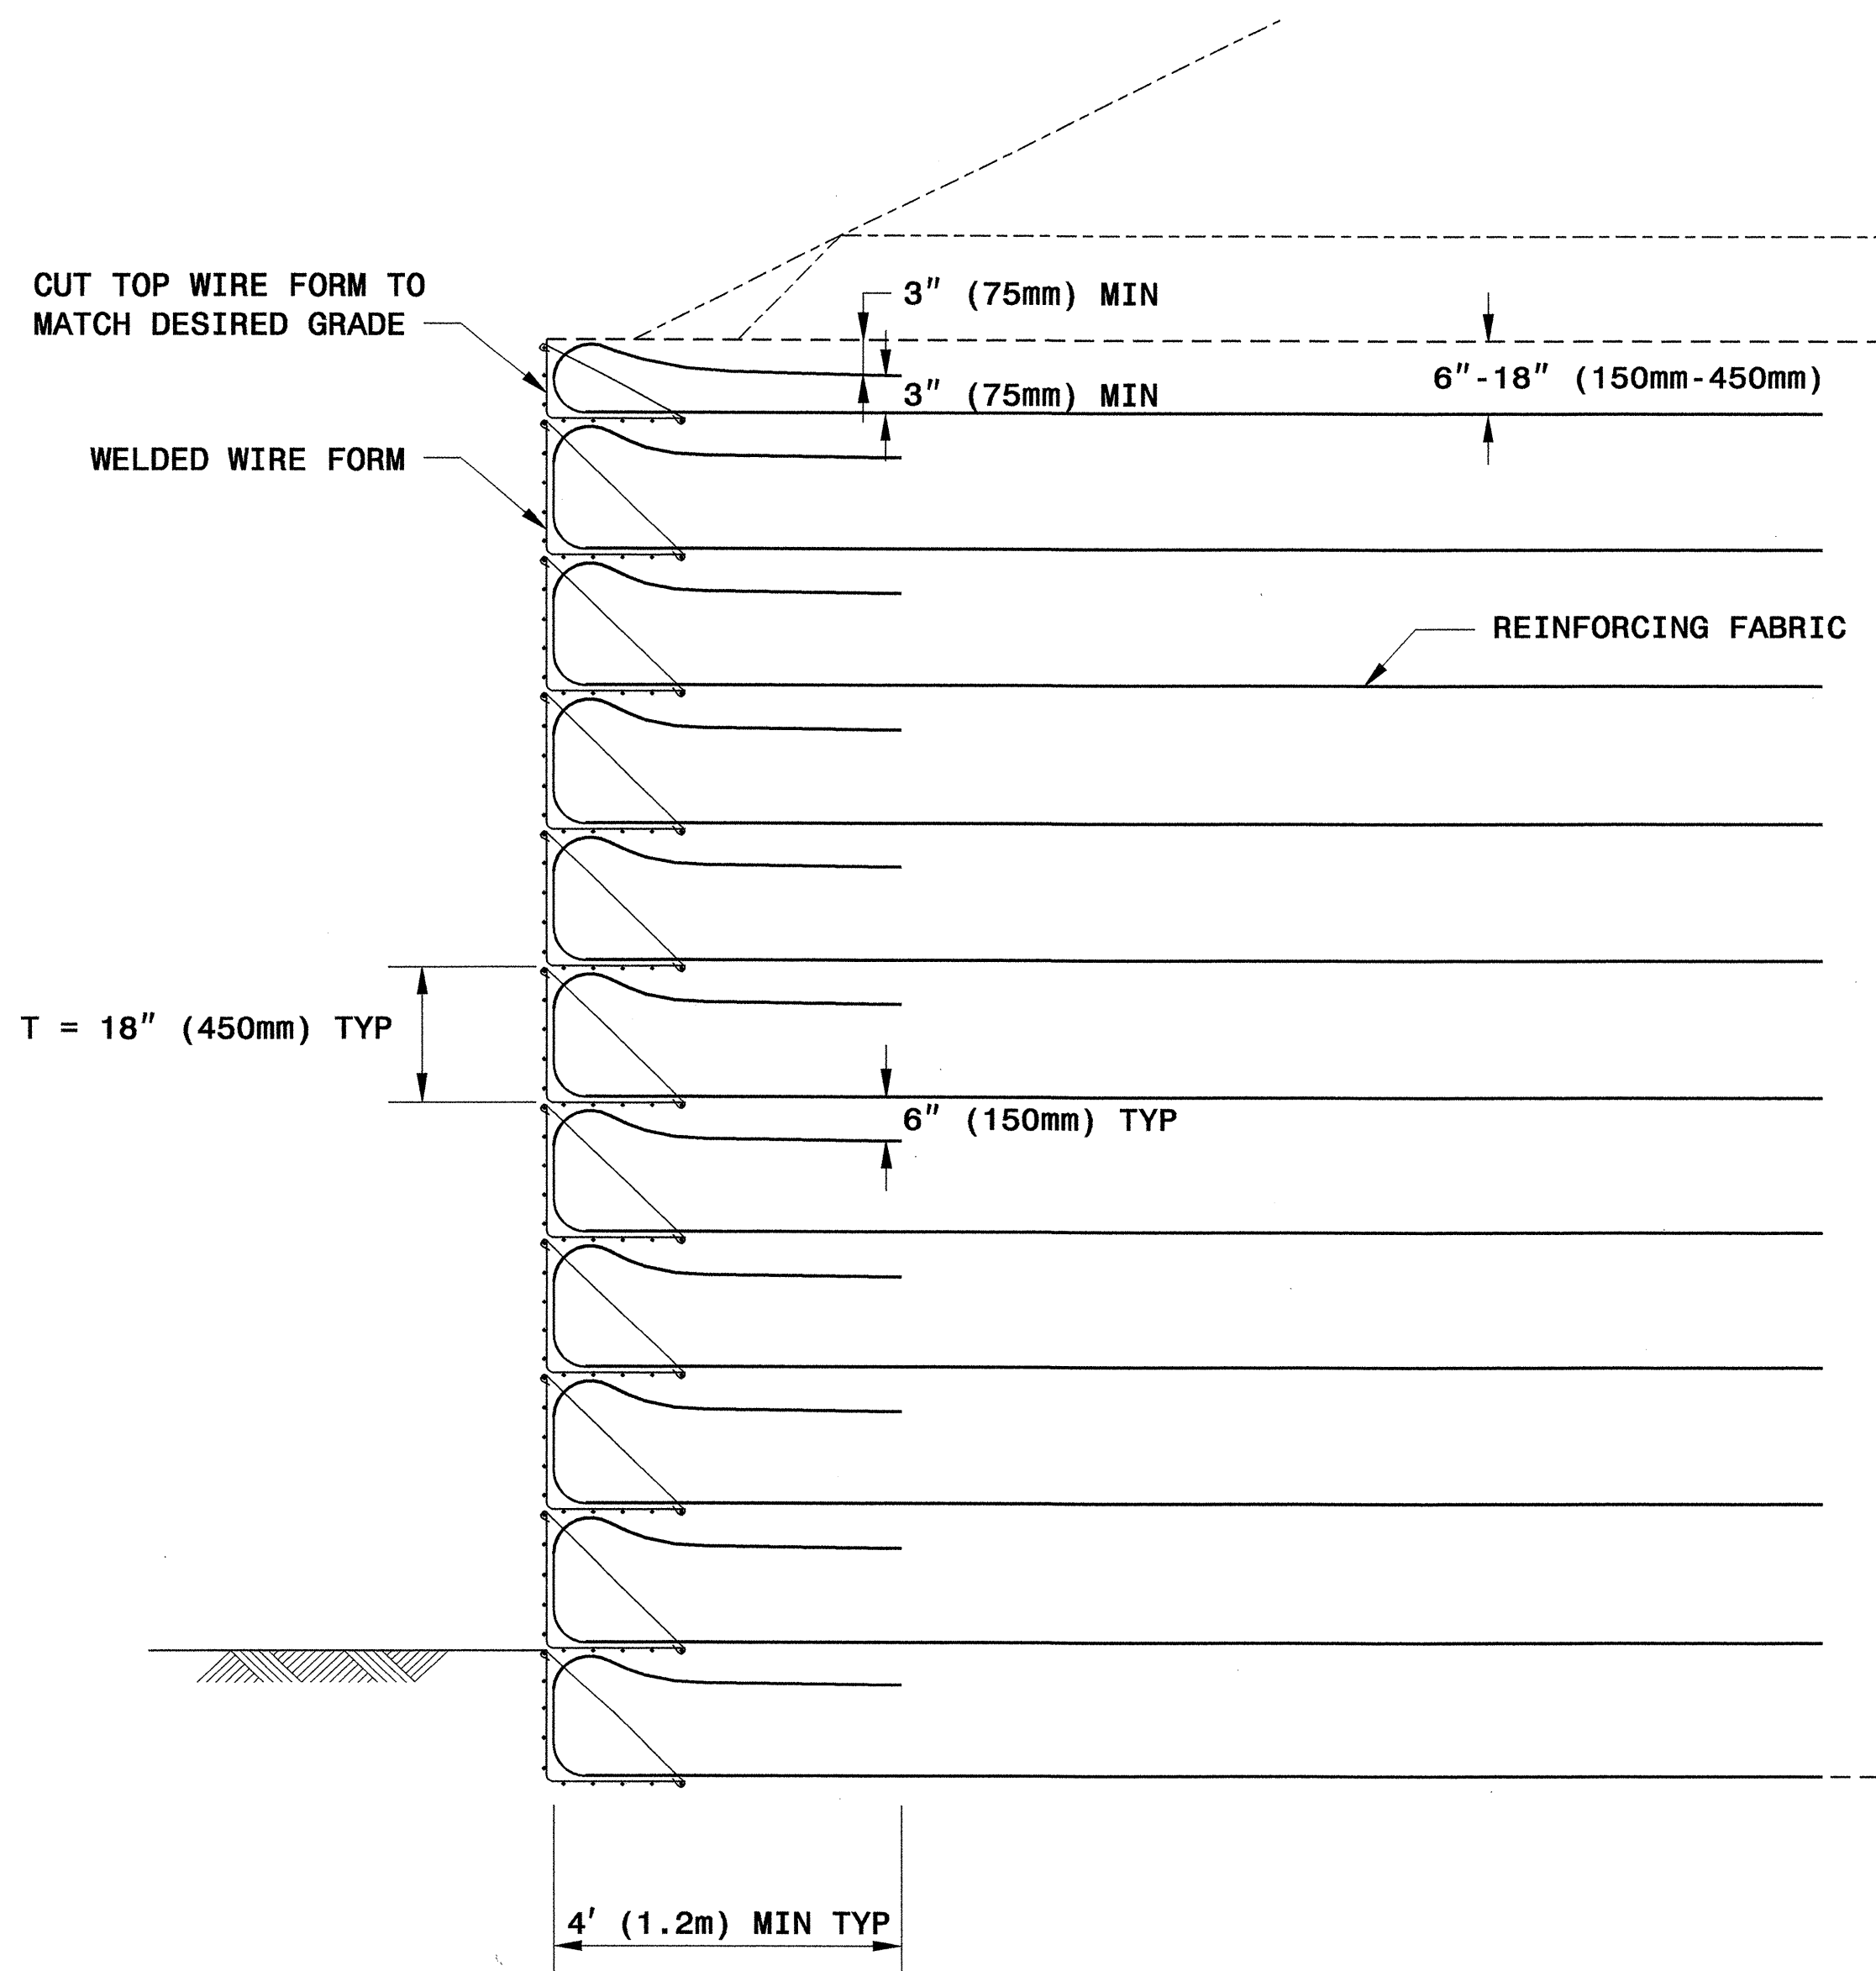 CUT TOP WIRE FORM TO
MATCH DESIRED GRADE
3" (75mm) MIN
3" (75mm) MIN
6"-18" (150mm-450mm)
WELDED WIRE FORM
REINFORCING FABRIC
T = 18" (450mm) TYP
6" (150mm) TYP
4' (1.2m) MIN TYP